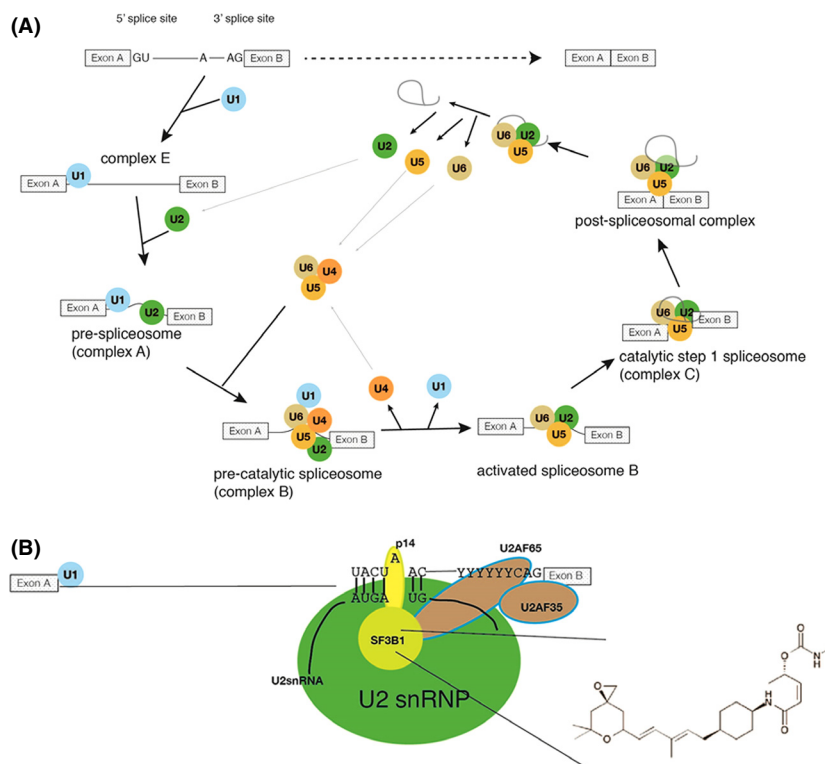 (A)
5' splice site 3' splice site
Exon A GU A AG Exon B
Exon A Exon B
U1
complex E
U1
Exon A Exon B
U2
U2
U5
U6
U6 U2
U5
U6 U2
U5
Exon A Exon B
post-spliceosomal complex
U6 U4
U5
U1
Exon A U2 Exon B
pre-spliceosome
(complex A)
U6 U2
Exon B
U5
Exon A
catalytic step 1 spliceosome
(complex C)
U4 U1
U1
U6 U4
Exon A U5 Exon B
U2
pre-catalytic spliceosome
(complex B)
U6 U2
Exon A U5 Exon B
activated spliceosome B
(B)
p14
A
U2AF65
Exon A U1
UACU AC YYYYYYCAG Exon B
AUGA UG
U2AF35
SF3B1
U2snRNA
U2 snRNP
O
O
N
H
O
H
N
O
O